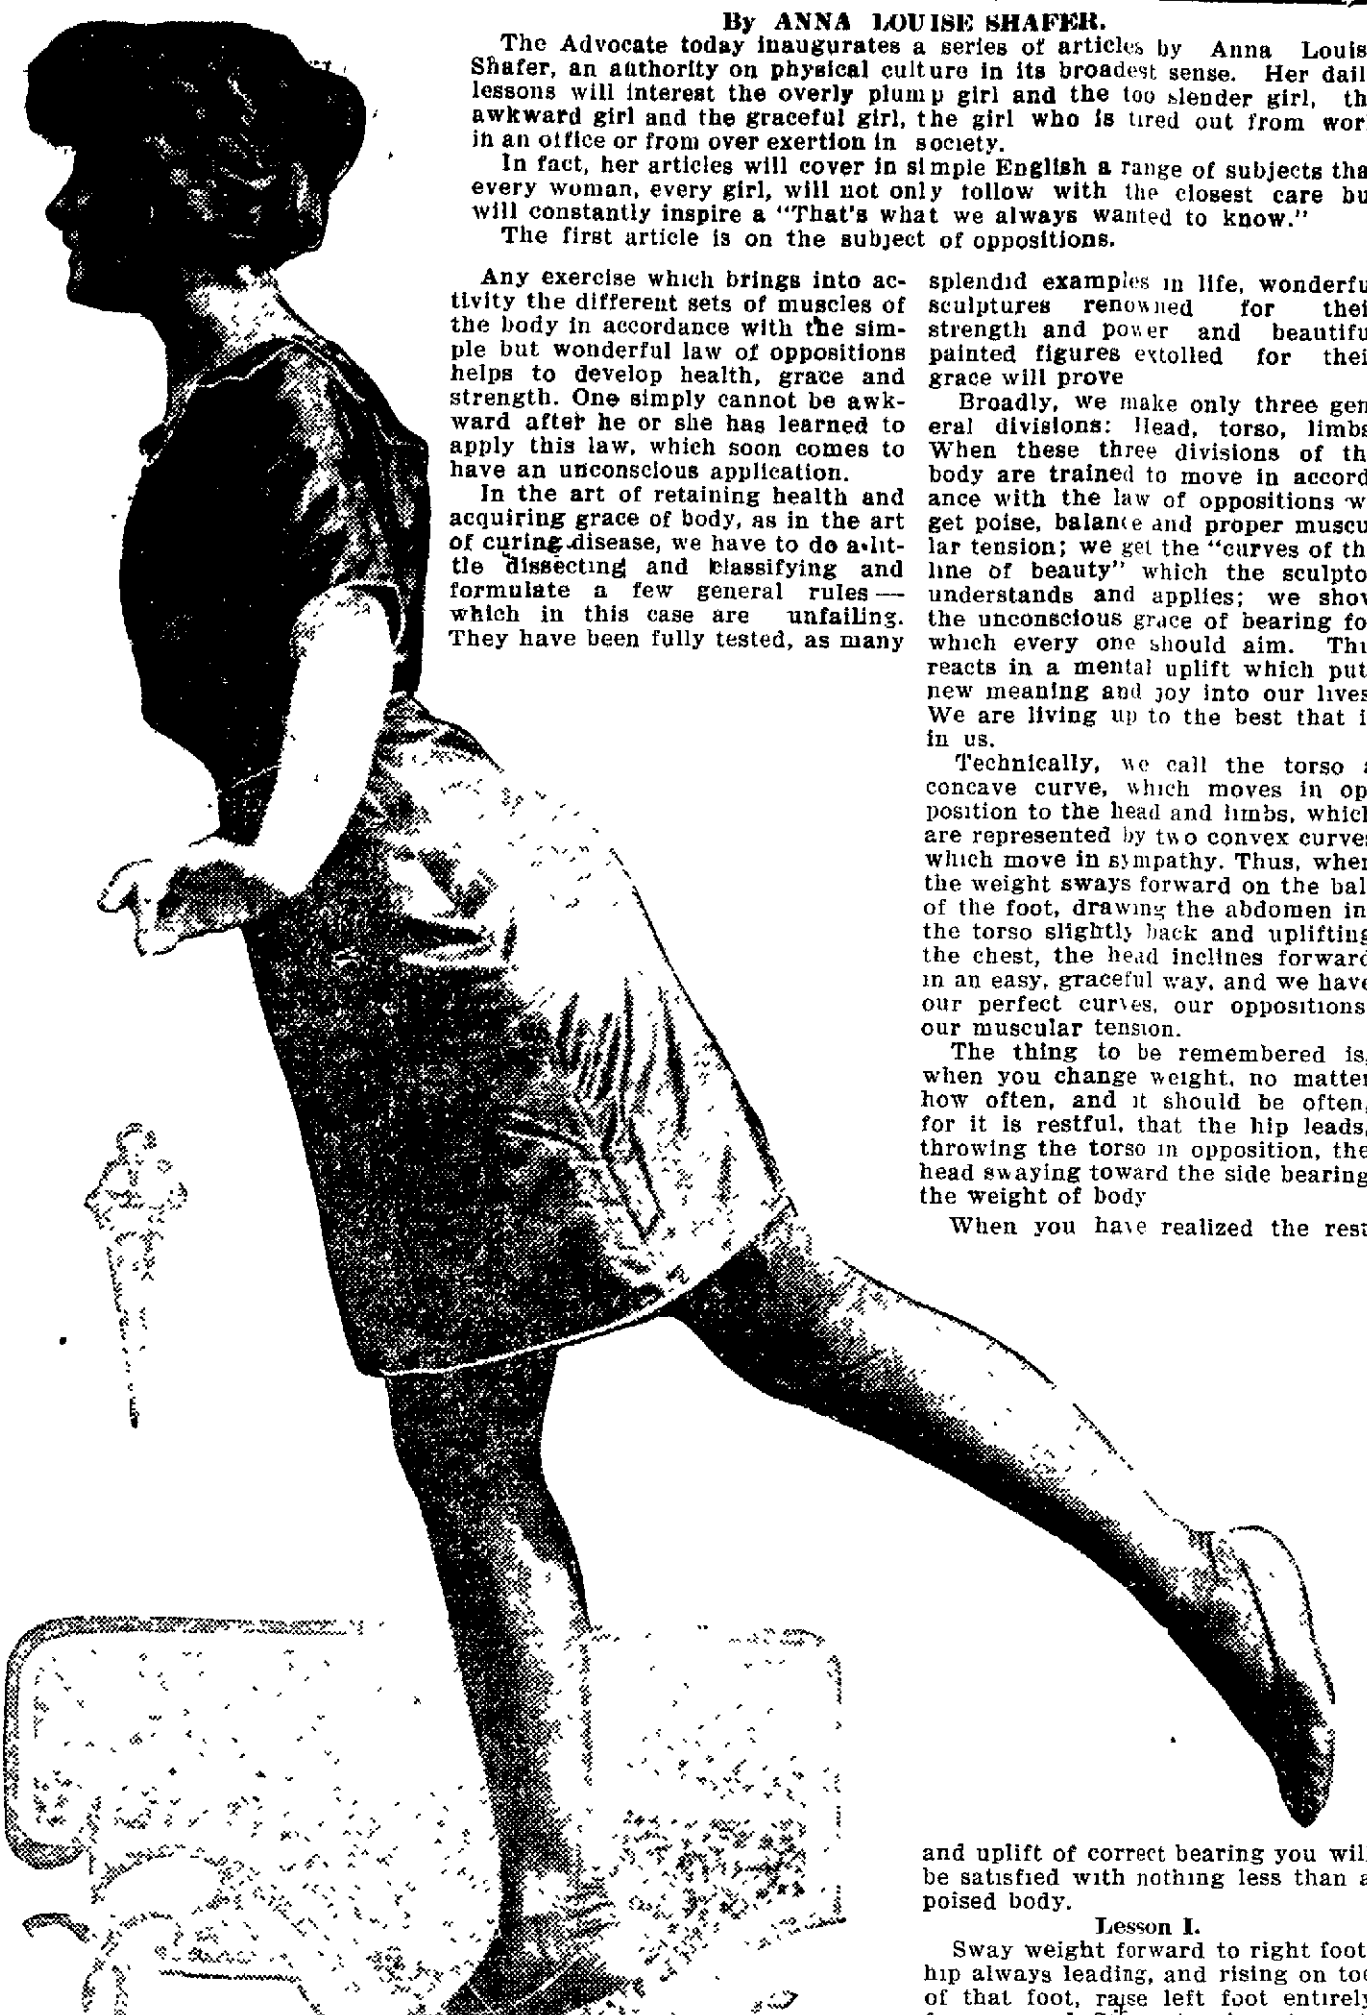 By ANNA LOUISE SHAFER.
The Advocate today inaugurates a series of articles by Anna Louis
Shafer, an authority on physical culture in its broadest sense. Her dail
lessons will interest the overly plump girl and the too slender girl, th
awkward girl and the graceful girl, the girl who is tired out from wor
in an office or from over exertion in society.
In fact, her articles will cover in simple English a range of subjects tha
every woman, every girl, will not only follow with the closest care bu
will constantly inspire a "That's what we always wanted to know."
The first article is on the subject of oppositions.
Any exercise which brings into ac-
tivity the different sets of muscles of
the body in accordance with the sim-
ple but wonderful law of oppositions
helps to develop health, grace and
strength. One simply cannot be awk-
ward after he or she has learned to
apply this law, which soon comes to
have an unconscious application.
In the art of retaining health and
acquiring grace of body, as in the art
of curing disease, we have to do a lit-
tle dissecting and classifying and
formulate a few general rules —
which in this case are unfailing.
They have been fully tested, as many
splendid examples in life, wonderfu
sculptures renowned for thei
strength and power and beautifu
painted figures extolled for thei
grace will prove
Broadly, we make only three gen
eral divisions: Head, torso, limbs
When these three divisions of th
body are trained to move in accord
ance with the law of oppositions w
get poise, balance and proper muscu
lar tension; we get the "curves of th
line of beauty" which the sculpto
understands and applies; we show
the unconscious grace of bearing fo
which every one should aim. Thi
reacts in a mental uplift which put
new meaning and joy into our lives
We are living up to the best that i
in us.
Technically, we call the torso a
concave curve, which moves in op
position to the head and limbs, which
are represented by two convex curves
which move in sympathy. Thus, when
the weight sways forward on the bal
of the foot, drawing the abdomen in,
the torso slightly back and uplifting
the chest, the head inclines forward
in an easy, graceful way, and we have
our perfect curves, our oppositions
our muscular tension.
The thing to be remembered is,
when you change weight, no matter
how often, and it should be often,
for it is restful, that the hip leads,
throwing the torso in opposition, the
head swaying toward the side bearing
the weight of body
When you have realized the rest
and uplift of correct bearing you will
be satisfied with nothing less than a
poised body.
Lesson I.
Sway weight forward to right foot
hip always leading, and rising on toe
of that foot, raise left foot entirely